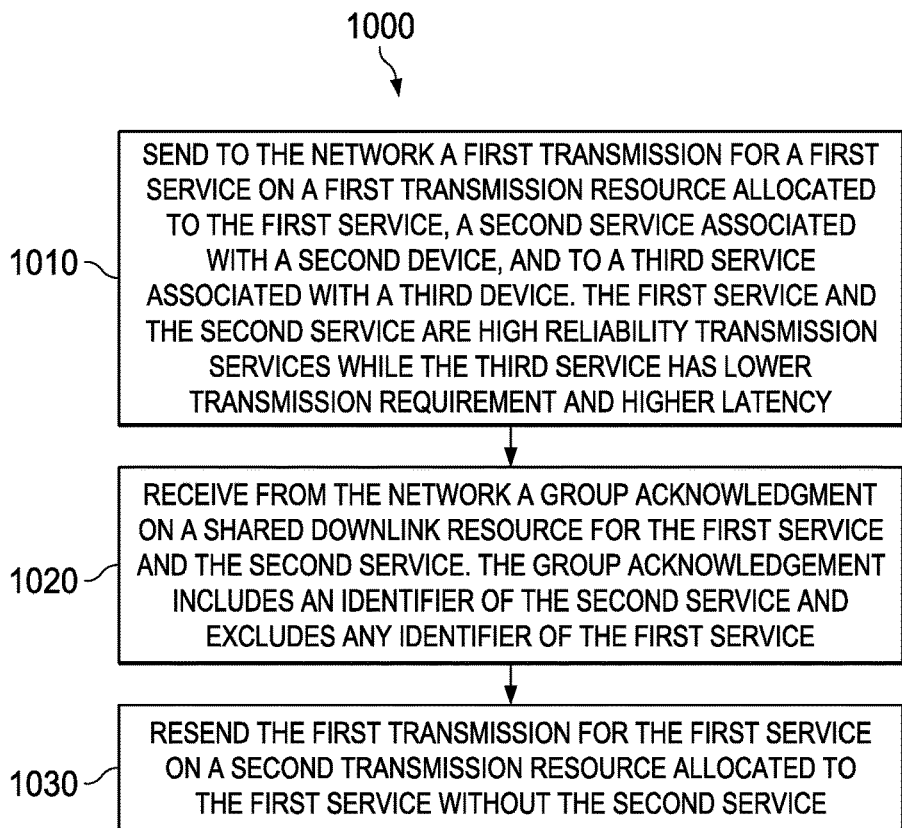 1000
SEND TO THE NETWORK A FIRST TRANSMISSION FOR A FIRST
SERVICE ON A FIRST TRANSMISSION RESOURCE ALLOCATED
TO THE FIRST SERVICE, A SECOND SERVICE ASSOCIATED
WITH A SECOND DEVICE, AND TO A THIRD SERVICE
ASSOCIATED WITH A THIRD DEVICE. THE FIRST SERVICE AND
THE SECOND SERVICE ARE HIGH RELIABILITY TRANSMISSION
SERVICES WHILE THE THIRD SERVICE HAS LOWER
TRANSMISSION REQUIREMENT AND HIGHER LATENCY
1010
RECEIVE FROM THE NETWORK A GROUP ACKNOWLEDGMENT
ON A SHARED DOWNLINK RESOURCE FOR THE FIRST SERVICE
AND THE SECOND SERVICE. THE GROUP ACKNOWLEDGEMENT
INCLUDES AN IDENTIFIER OF THE SECOND SERVICE AND
EXCLUDES ANY IDENTIFIER OF THE FIRST SERVICE
1020
RESEND THE FIRST TRANSMISSION FOR THE FIRST SERVICE
ON A SECOND TRANSMISSION RESOURCE ALLOCATED TO
THE FIRST SERVICE WITHOUT THE SECOND SERVICE
1030